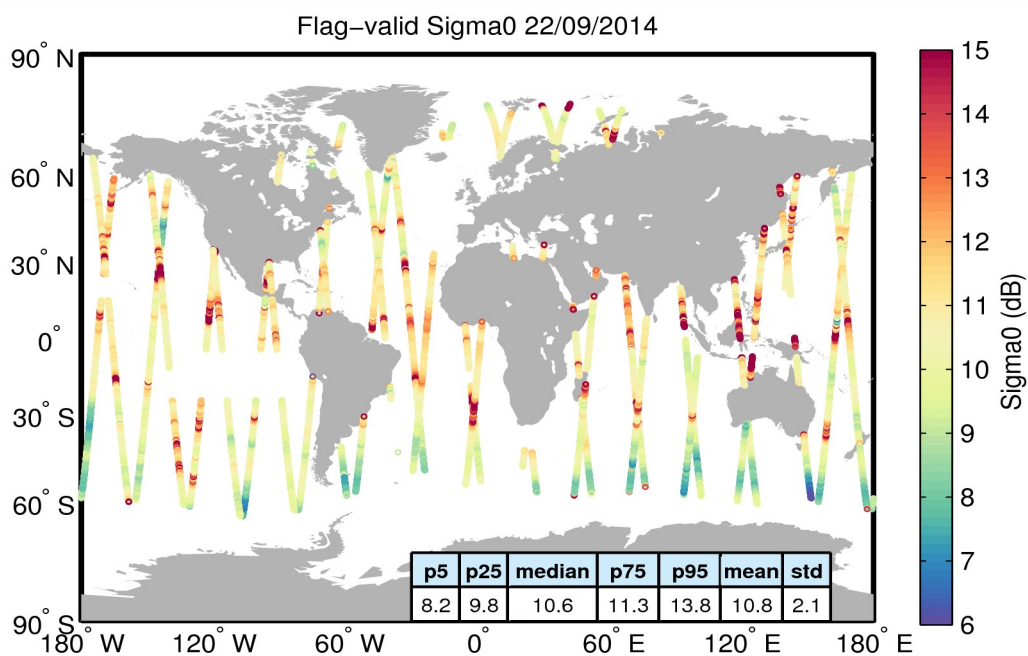 Flag−valid Sigma0 22/09/2014
90° N
60° N
30° N
0°
30° S
60° S
90° S
180° W
120° W
60° W
0°
60° E
120° E
180° E
p5 p25 median p75 p95 mean std
8.2 9.8 10.6 11.3 13.8 10.8 2.1
15
14
13
12
11
10
9
8
7
6
Sigma0 (dB)